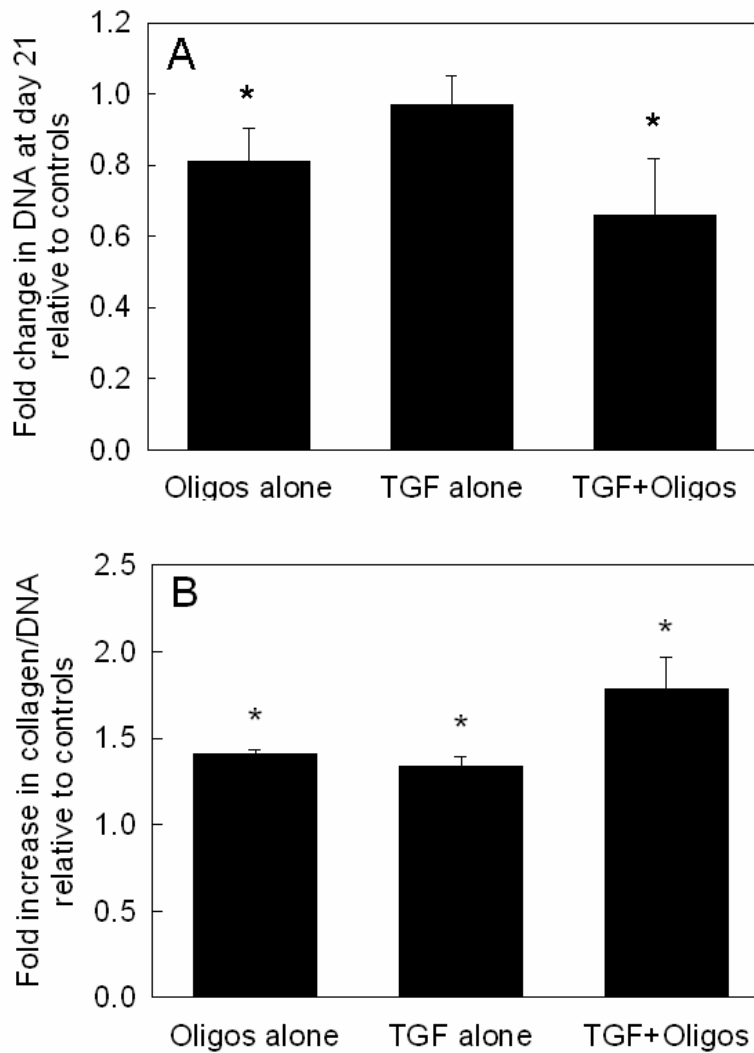 A
Fold change in DNA at day 21
relative to controls
1.2
1.0
0.8
0.6
0.4
0.2
0.0
*
*
Oligos alone TGF alone TGF+Oligos
B
Fold increase in collagen/DNA
relative to controls
2.5
2.0
1.5
1.0
0.5
0.0
*
*
*
Oligos alone TGF alone TGF+Oligos